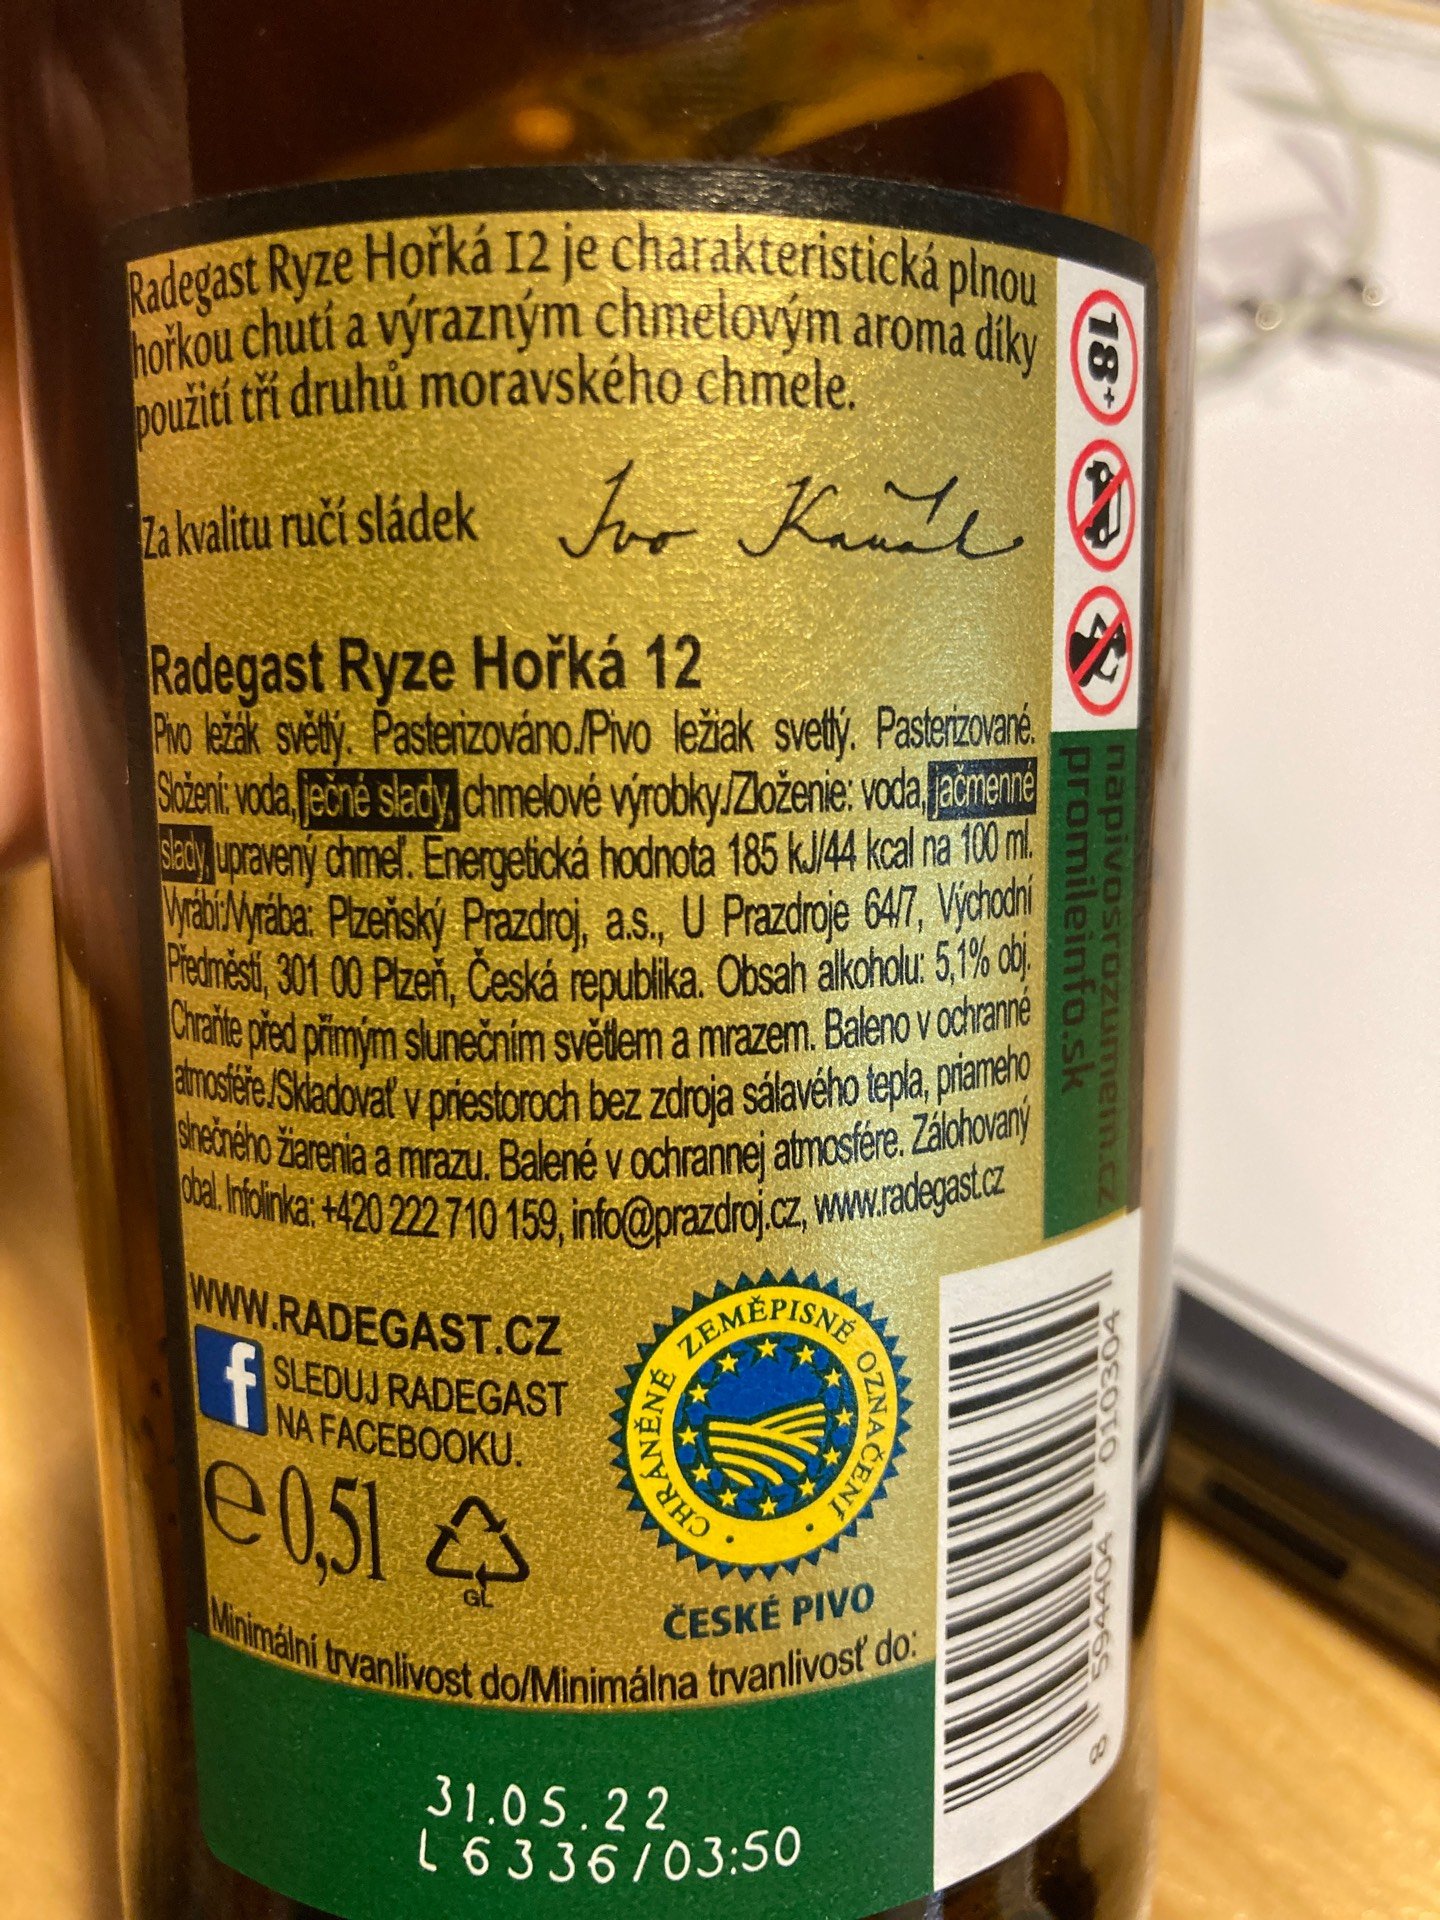 Radegast Ryze Hořká 12 je charakteristická plnou
hořkou chutí a výrazným chmelovým aroma díky
použití tří druhů moravského chmele.
Za kvalitu ručí sládek
Ivo Kaňák
Radegast Ryze Hořká 12
Pivo ležák světlý. Pasterizováno./Pivo ležiak svetlý. Pasterizované.
Složení: voda, ječné slady, chmelové výrobky./Zloženie: voda, jačmenné
slady, upravený chmeľ. Energetická hodnota 185 kJ/44 kcal na 100 ml.
Vyrábí:/Vyrába: Plzeňský Prazdroj, a.s., U Prazdroje 64/7, Východní
Předměstí, 301 00 Plzeň, Česká republika. Obsah alkoholu: 5,1% obj.
Chraňte před přímým slunečním světlem a mrazem. Baleno v ochranné
atmosféře./Skladovať v priestoroch bez zdroja sálavého tepla, priameho
slnečného žiarenia a mrazu. Balené v ochrannej atmosfére. Zálohovaný
obal. Infolinka: +420 222 710 159, info@prazdroj.cz, www.radegast.cz
WWW.RADEGAST.CZ
f
SLEDUJ RADEGAST
NA FACEBOOKU.
e 0,5l
GL
CHRÁNĚNÉ ZEMĚPISNÉ OZNAČENÍ
ČESKÉ PIVO
Minimální trvanlivost do/Minimálna trvanlivosť do:
31.05.22
L6336/03:50
18+
napivosrozumem.cz
promileinfo.sk
8 594404 010304